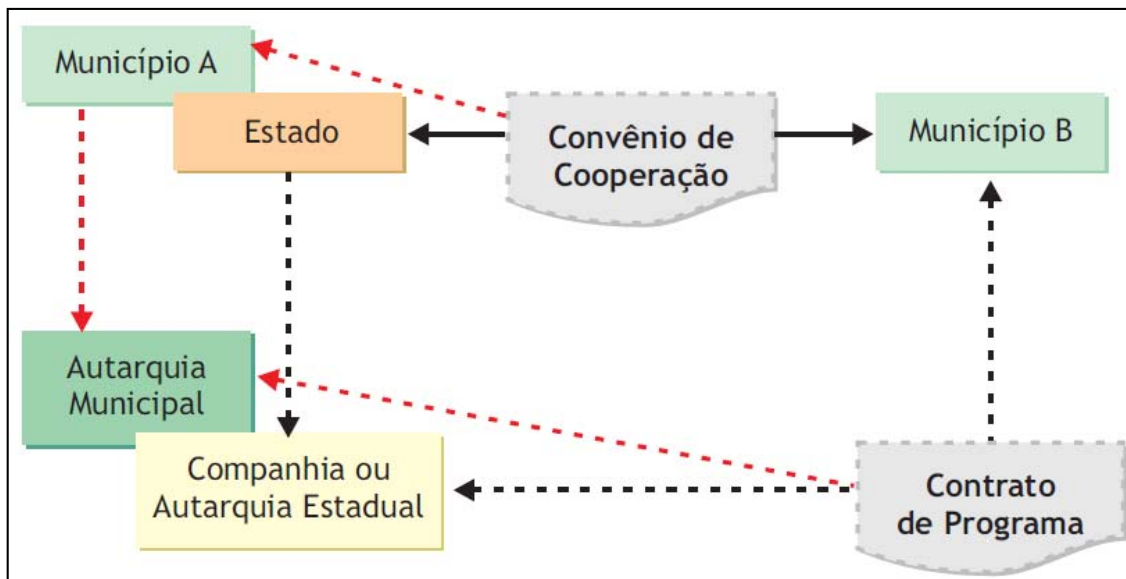 Município A
Estado
Convênio de
Cooperação
Município B
Autarquia
Municipal
Companhia ou
Autarquia Estadual
Contrato
de Programa